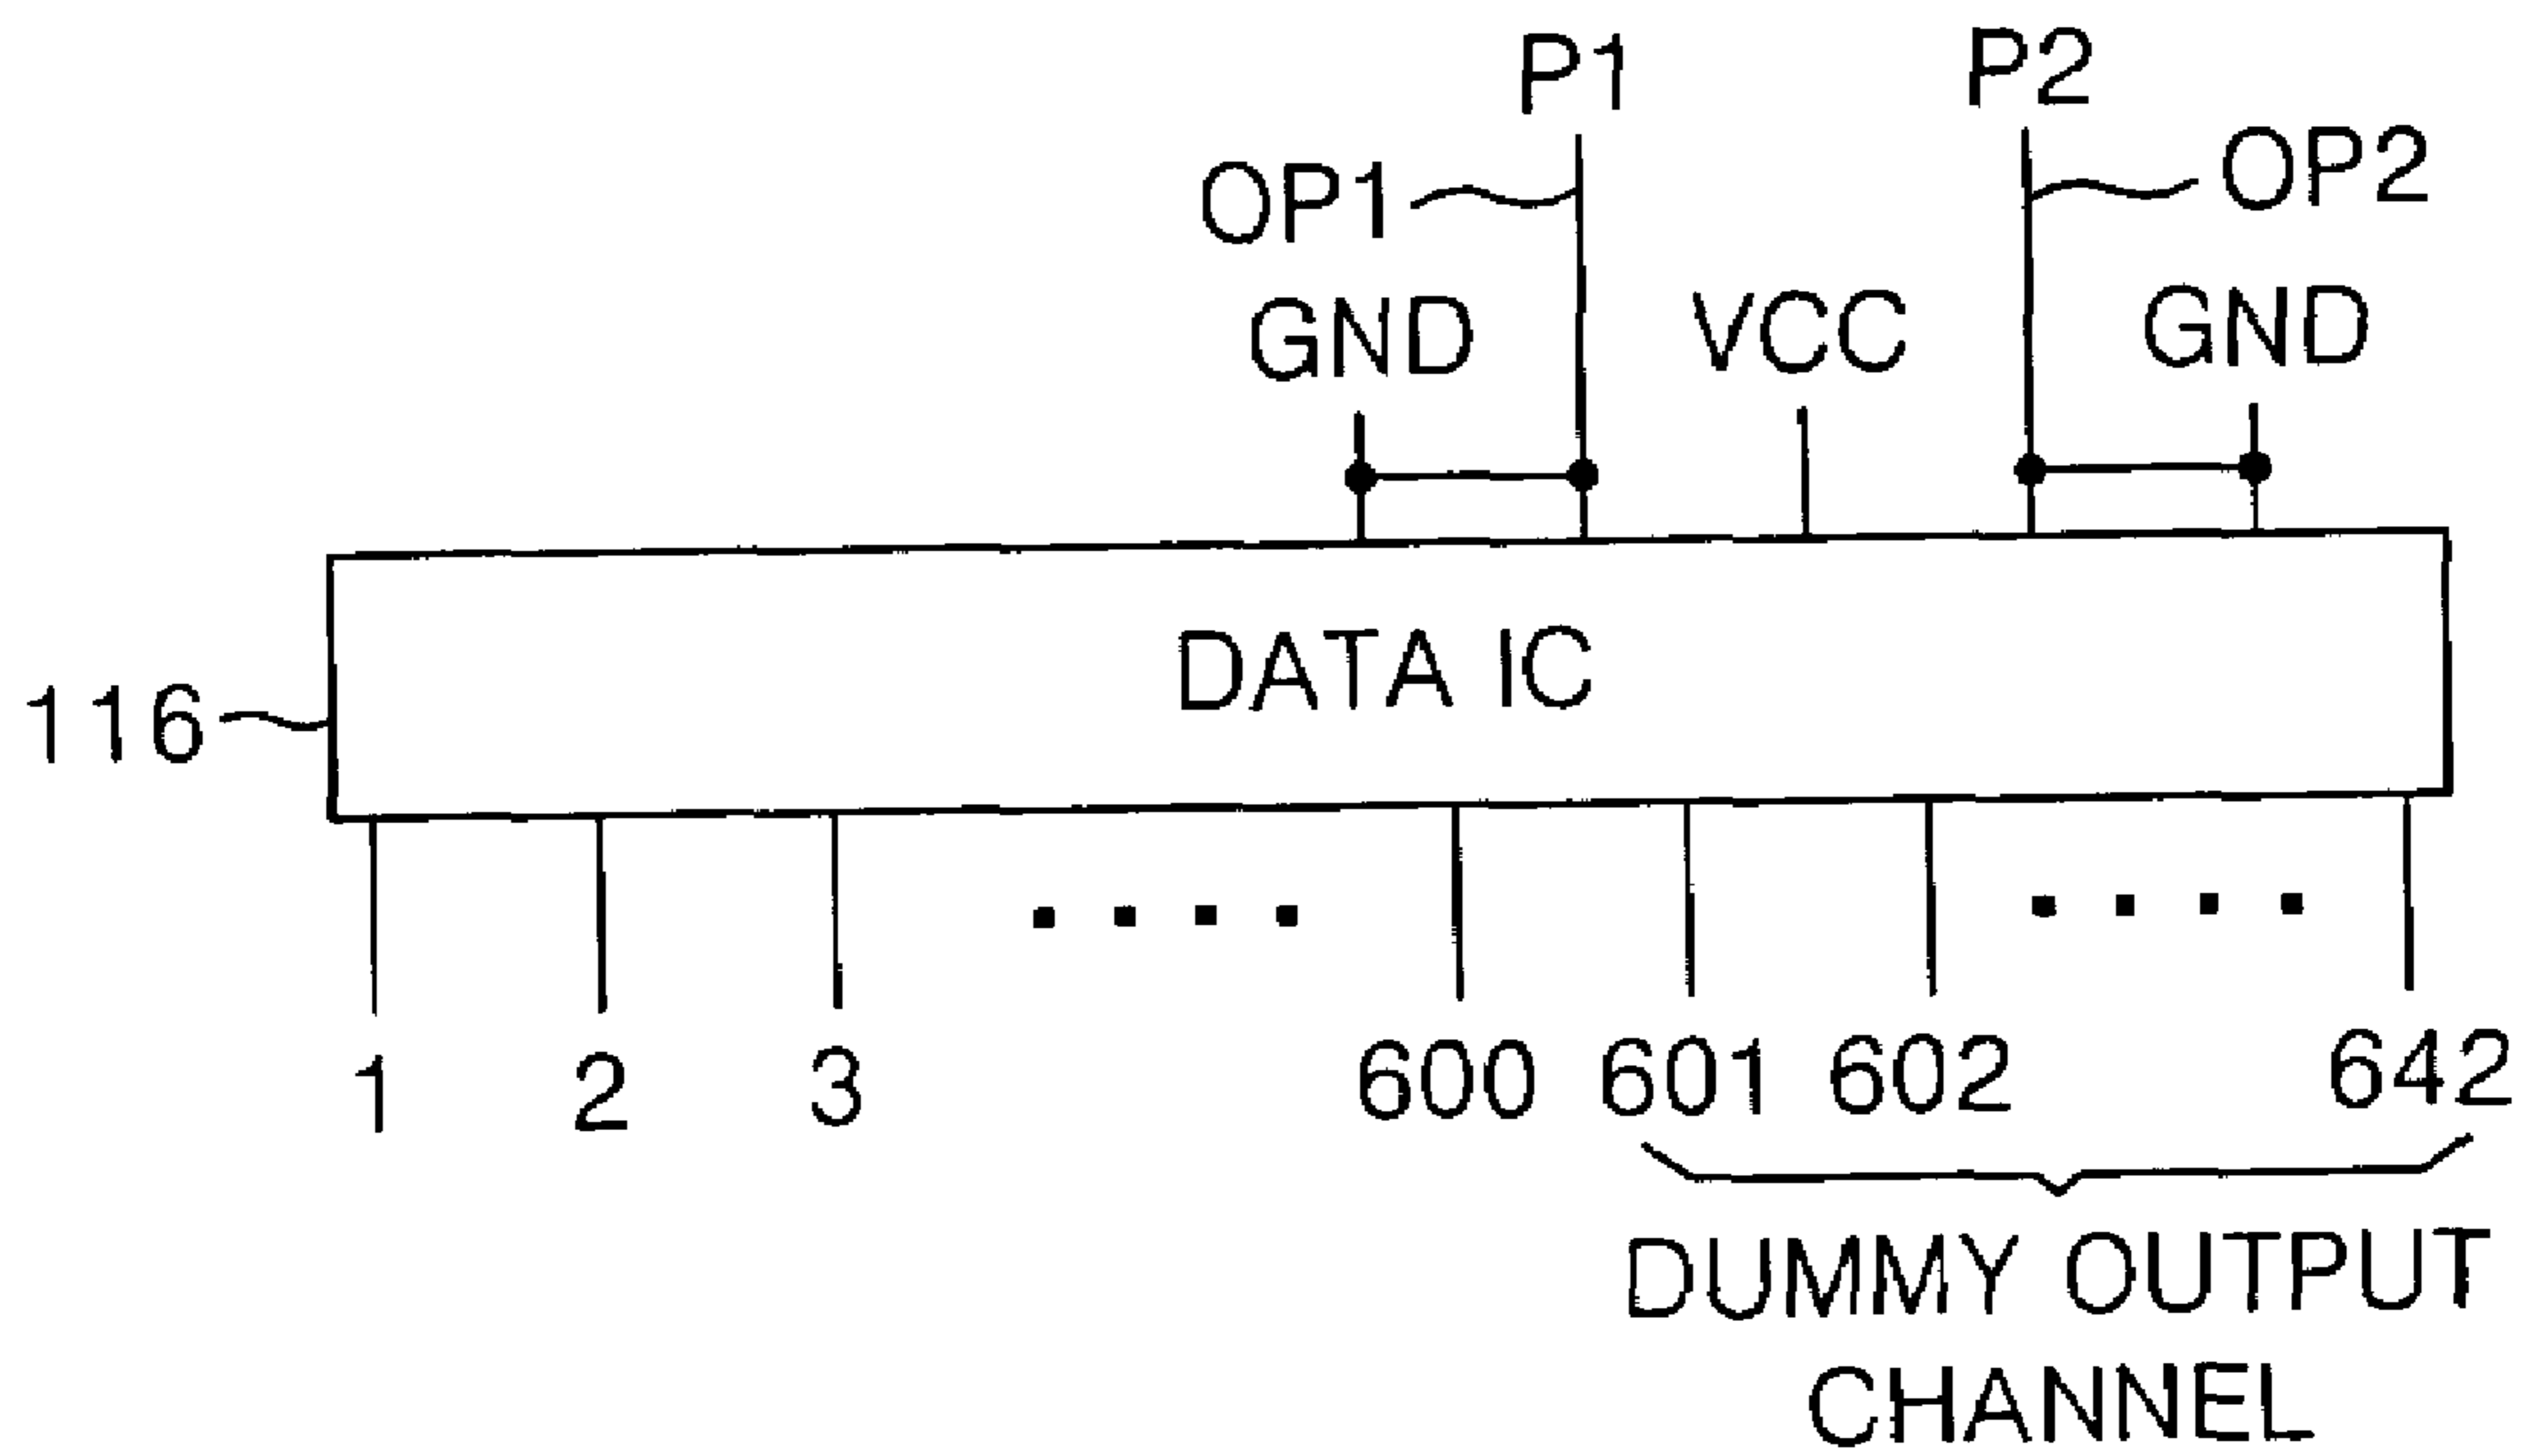 P1 P2
OP1 OP2
GND VCC GND
DATA IC
116
1 2 3 600 601 602 642
DUMMY OUTPUT
CHANNEL